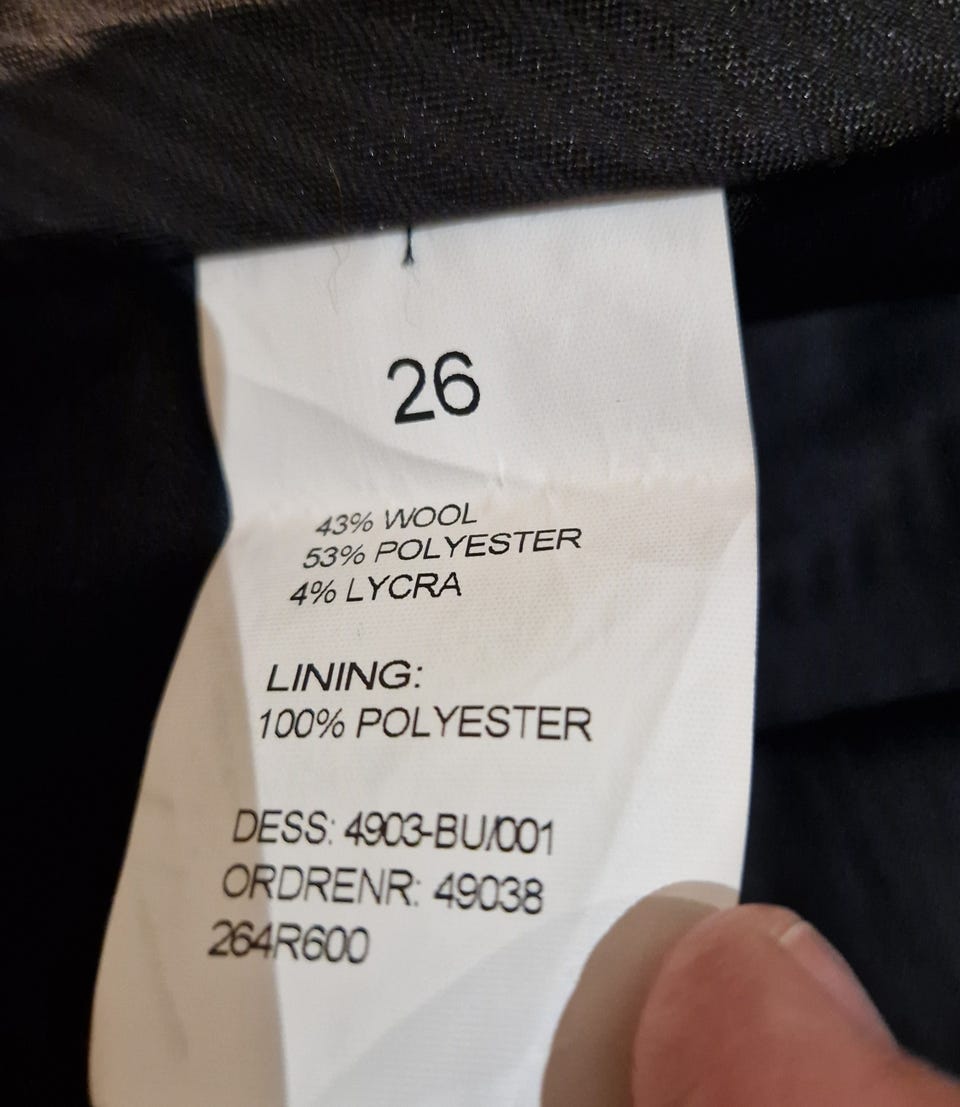 26
43% WOOL
53% POLYESTER
4% LYCRA
LINING:
100% POLYESTER
DESS: 4903-BU/001
ORDRENR: 49038
264R600